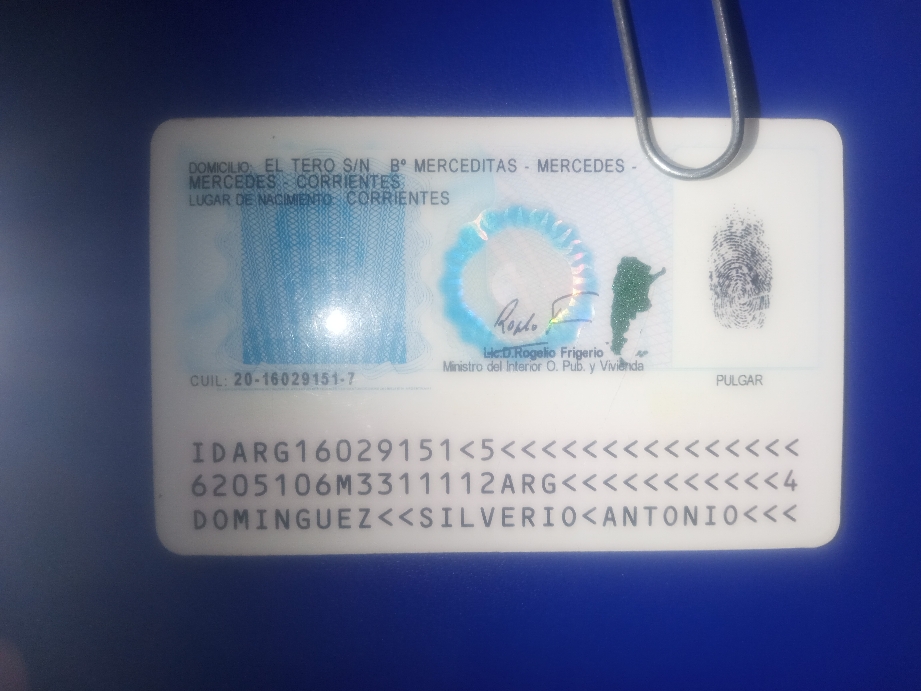 DOMICILIO: EL TERO S/N Bº MERCEDITAS - MERCEDES -
MERCEDES - CORRIENTES
LUGAR DE NACIMIENTO: CORRIENTES
Lic.D.Rogelio Frigerio
Ministro del Interior O. Pub. y Vivienda
CUIL: 20-16029151-7
PULGAR
IDARG16029151<5<<<<<<<<<<<<<<<
6205106M3311112ARG<<<<<<<<<<<4
DOMINGUEZ<<SILVERIO<ANTONIO<<<